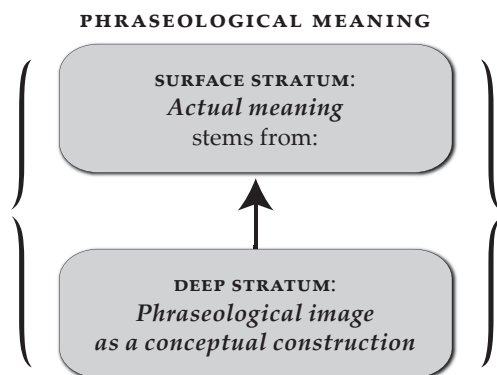 PHRASEOLOGICAL MEANING
SURFACE STRATUM:
Actual meaning
stems from:
DEEP STRATUM:
Phraseological image
as a conceptual construction